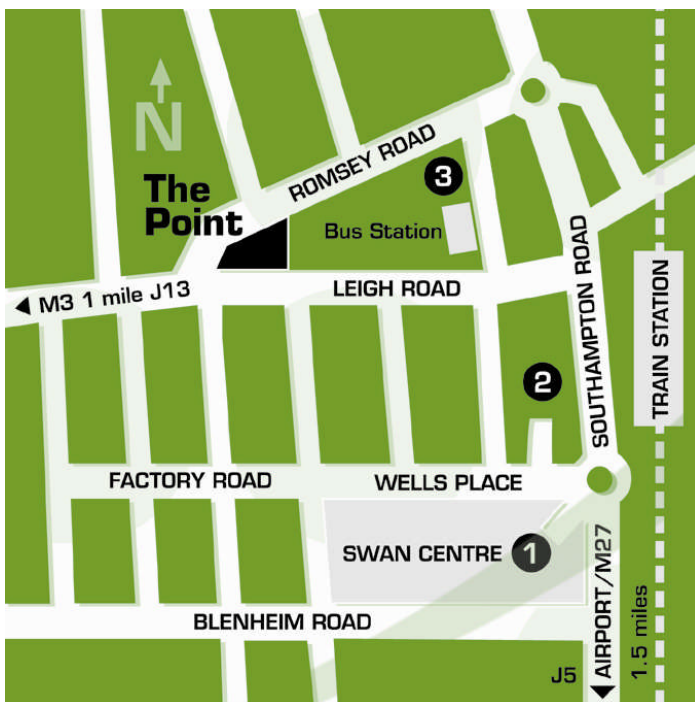 N
ROMSEY ROAD
3
The
Point
Bus Station
M3 1 mile J13
LEIGH ROAD
SOUTHAMPTON ROAD
TRAIN STATION
2
FACTORY ROAD
WELLS PLACE
SWAN CENTRE
1
BLENHEIM ROAD
AIRPORT/M27
1.5 miles
J5